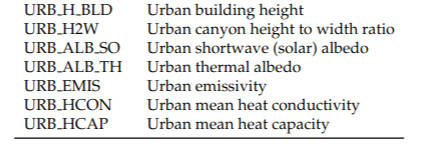 URB_H_BLD Urban building height
URB_H2W Urban canyon height to width ratio
URB_ALB_SO Urban shortwave (solar) albedo
URB_ALB_TH Urban thermal albedo
URB_EMIS Urban emissivity
URB_HCON Urban mean heat conductivity
URB_HCAP Urban mean heat capacity